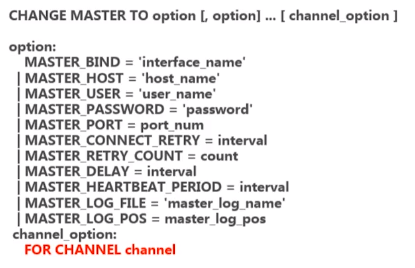 CHANGE MASTER TO option [, option] ... [ channel_option ]
option:
MASTER_BIND = 'interface_name'
| MASTER_HOST = 'host_name'
| MASTER_USER = 'user_name'
| MASTER_PASSWORD = 'password'
| MASTER_PORT = port_num
| MASTER_CONNECT_RETRY = interval
| MASTER_RETRY_COUNT = count
| MASTER_DELAY = interval
| MASTER_HEARTBEAT_PERIOD = interval
| MASTER_LOG_FILE = 'master_log_name'
| MASTER_LOG_POS = master_log_pos
channel_option:
FOR CHANNEL channel